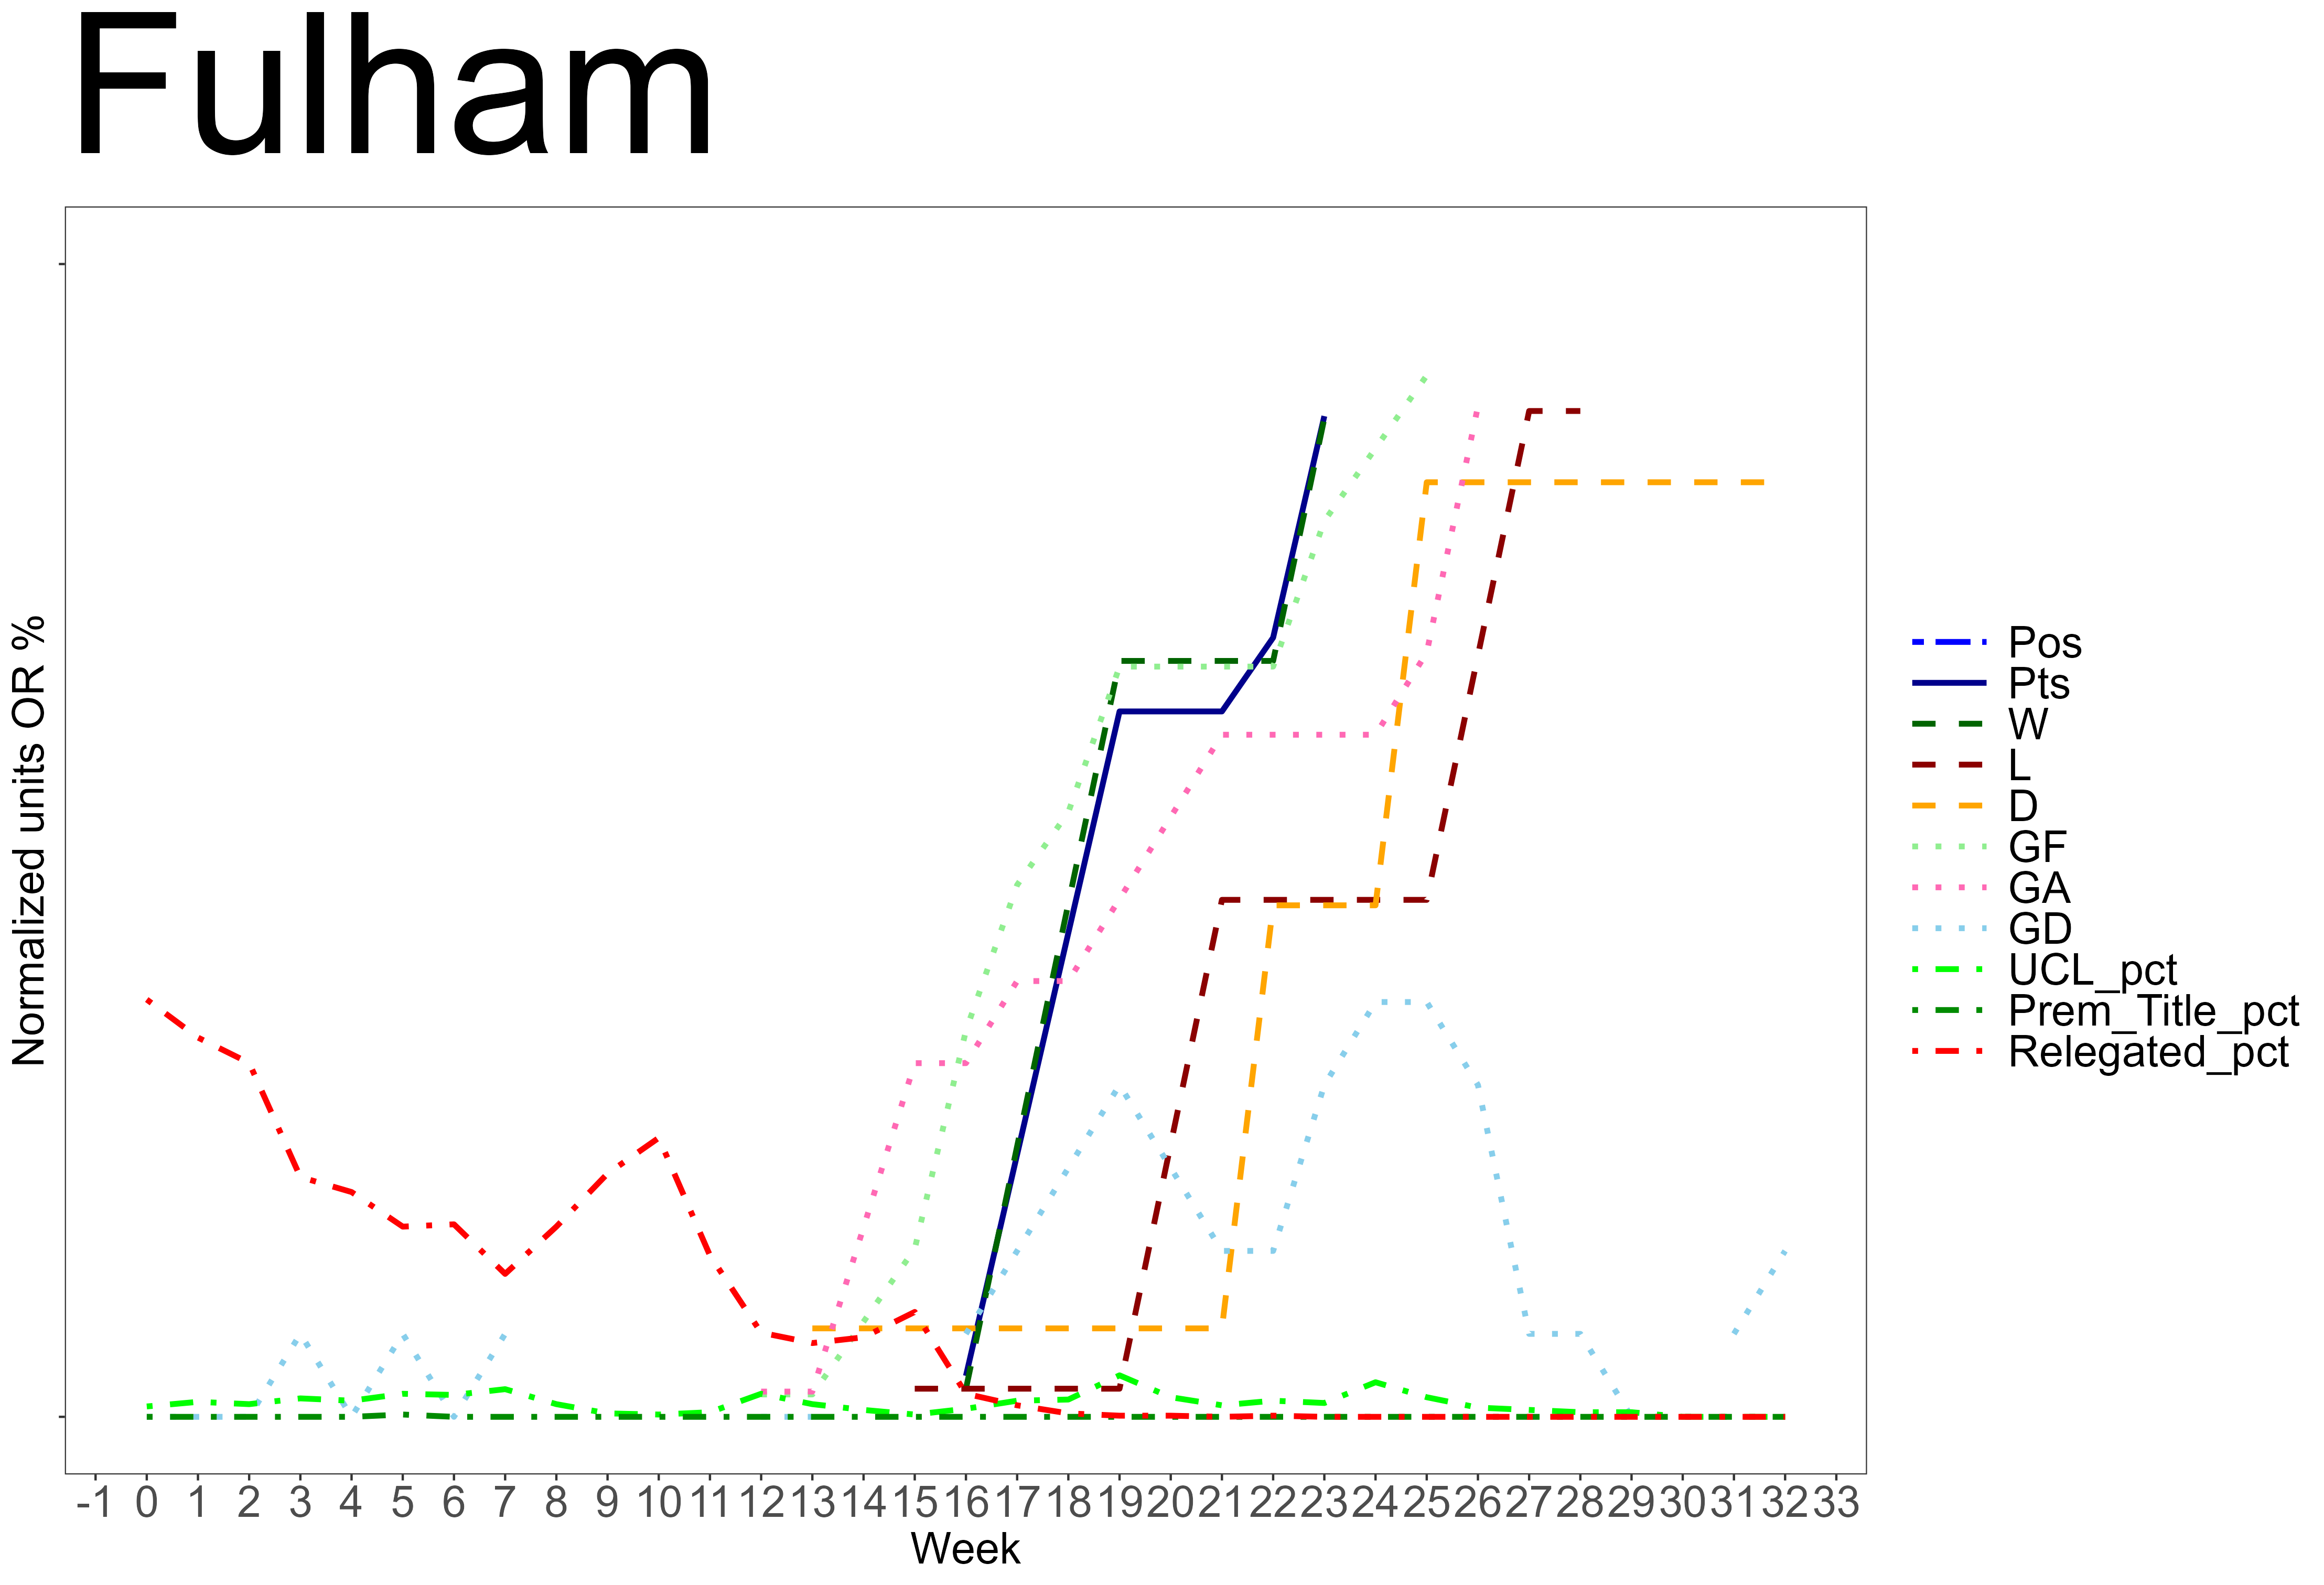 Fulham
Normalized units OR %
-1 0 1 2 3 4 5 6 7 8 9 10 11 12 13 14 15 16 17 18 19 20 21 22 23 24 25 26 27 28 29 30 31 32 33
Week
Pos
Pts
W
L
D
GF
GA
GD
UCL_pct
Prem_Title_pct
Relegated_pct